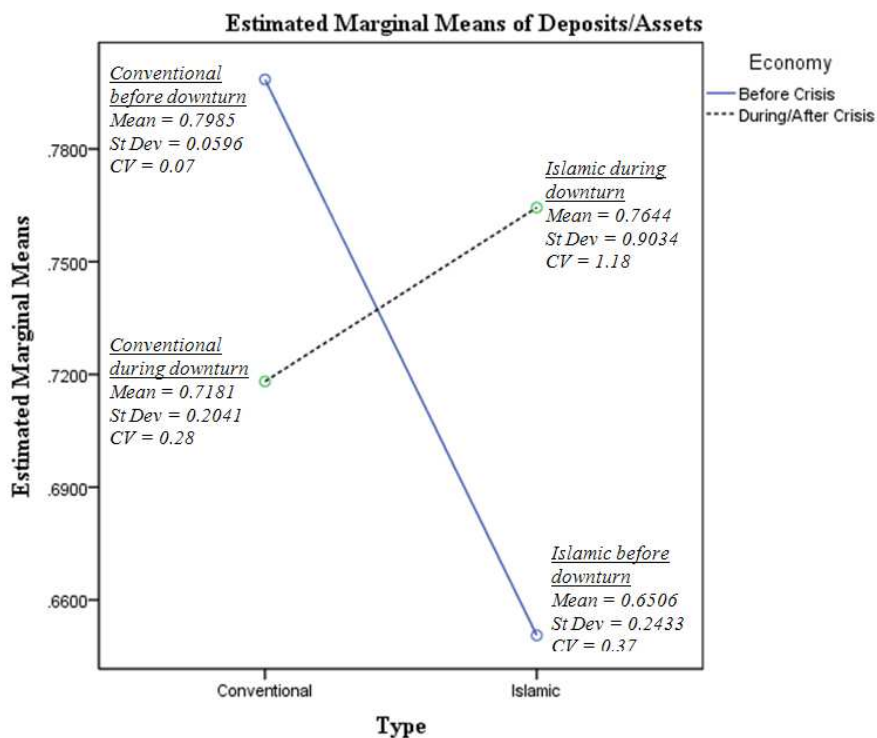 Estimated Marginal Means of Deposits/Assets
Economy
Before Crisis
During/After Crisis
Estimated Marginal Means
.7800
.7500
.7200
.6900
.6600
Conventional
before downturn
Mean = 0.7985
St Dev = 0.0596
CV = 0.07
Islamic during
downturn
Mean = 0.7644
St Dev = 0.9034
CV = 1.18
Conventional
during downturn
Mean = 0.7181
St Dev = 0.2041
CV = 0.28
Islamic before
downturn
Mean = 0.6506
St Dev = 0.2433
CV = 0.37
Conventional
Islamic
Type